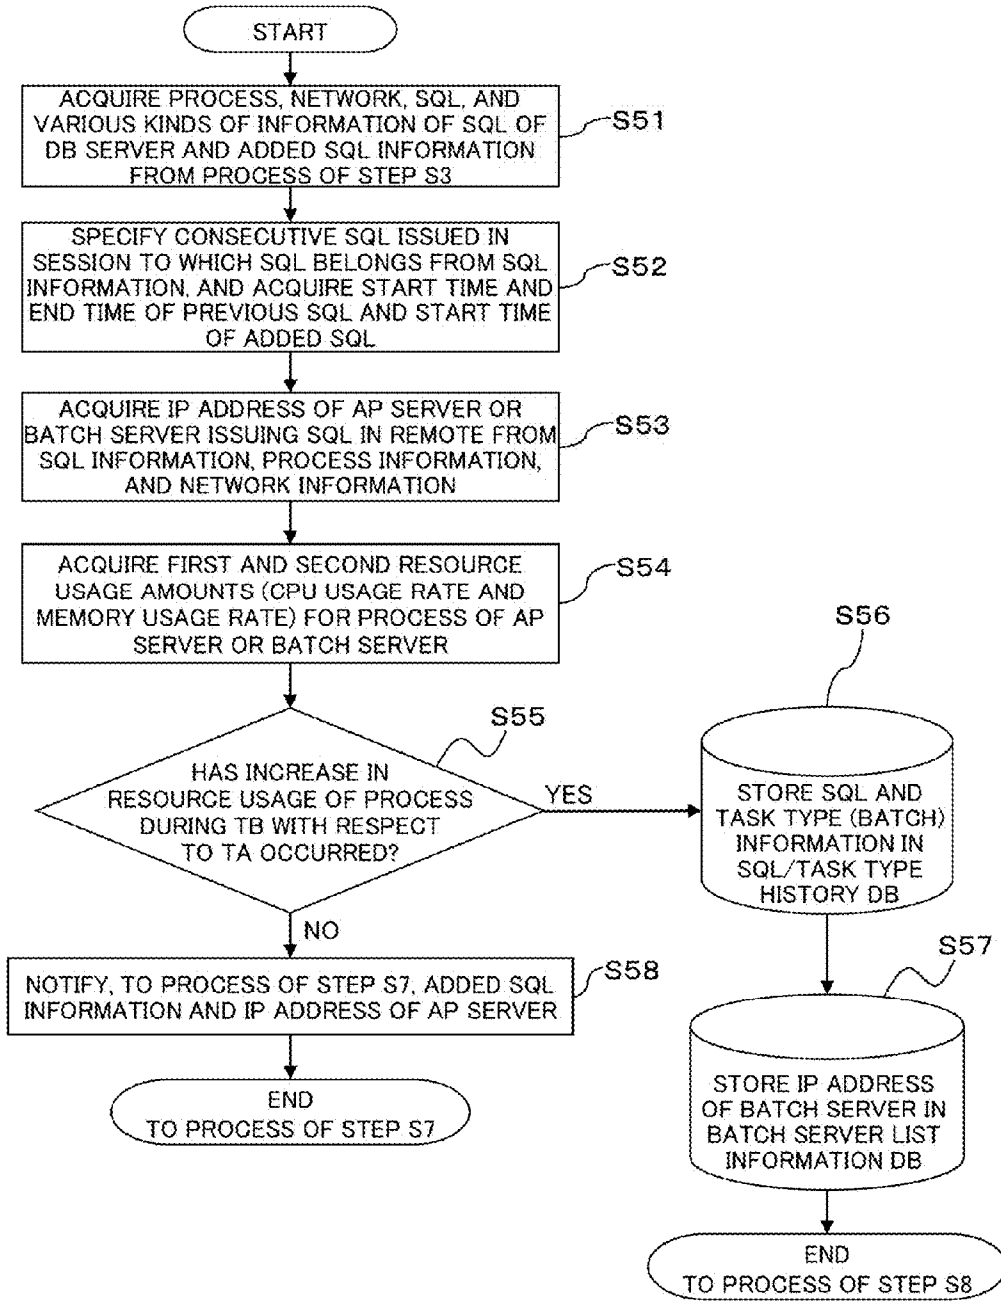 START
ACQUIRE PROCESS, NETWORK, SQL, AND
VARIOUS KINDS OF INFORMATION OF SQL OF
DB SERVER AND ADDED SQL INFORMATION
FROM PROCESS OF STEP S3
S51
SPECIFY CONSECUTIVE SQL ISSUED IN
SESSION TO WHICH SQL BELONGS FROM SQL
INFORMATION, AND ACQUIRE START TIME AND
END TIME OF PREVIOUS SQL AND START TIME
OF ADDED SQL
S52
ACQUIRE IP ADDRESS OF AP SERVER OR
BATCH SERVER ISSUING SQL IN REMOTE FROM
SQL INFORMATION, PROCESS INFORMATION,
AND NETWORK INFORMATION
S53
ACQUIRE FIRST AND SECOND RESOURCE
USAGE AMOUNTS (CPU USAGE RATE AND
MEMORY USAGE RATE) FOR PROCESS OF AP
SERVER OR BATCH SERVER
S54
HAS INCREASE IN
RESOURCE USAGE OF PROCESS
DURING TB WITH RESPECT
TO TA OCCURRED?
S55
YES
S56
STORE SQL AND
TASK TYPE (BATCH)
INFORMATION IN
SQL/TASK TYPE
HISTORY DB
NO
NOTIFY, TO PROCESS OF STEP S7, ADDED SQL
INFORMATION AND IP ADDRESS OF AP SERVER
S58
END
TO PROCESS OF STEP S7
S57
STORE IP ADDRESS
OF BATCH SERVER IN
BATCH SERVER LIST
INFORMATION DB
END
TO PROCESS OF STEP S8